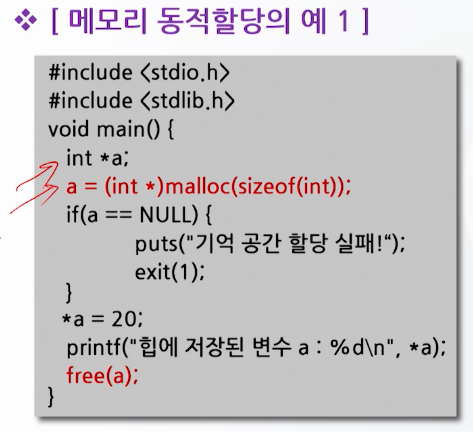 ❖ [ 메모리 동적할당의 예 1 ]
#include <stdio.h>
#include <stdlib.h>
void main() {
int *a;
a = (int *)malloc(sizeof(int));
if(a == NULL) {
puts("기억 공간 할당 실패!“);
exit(1);
}
*a = 20;
printf("힙에 저장된 변수 a : %d\n", *a);
free(a);
}